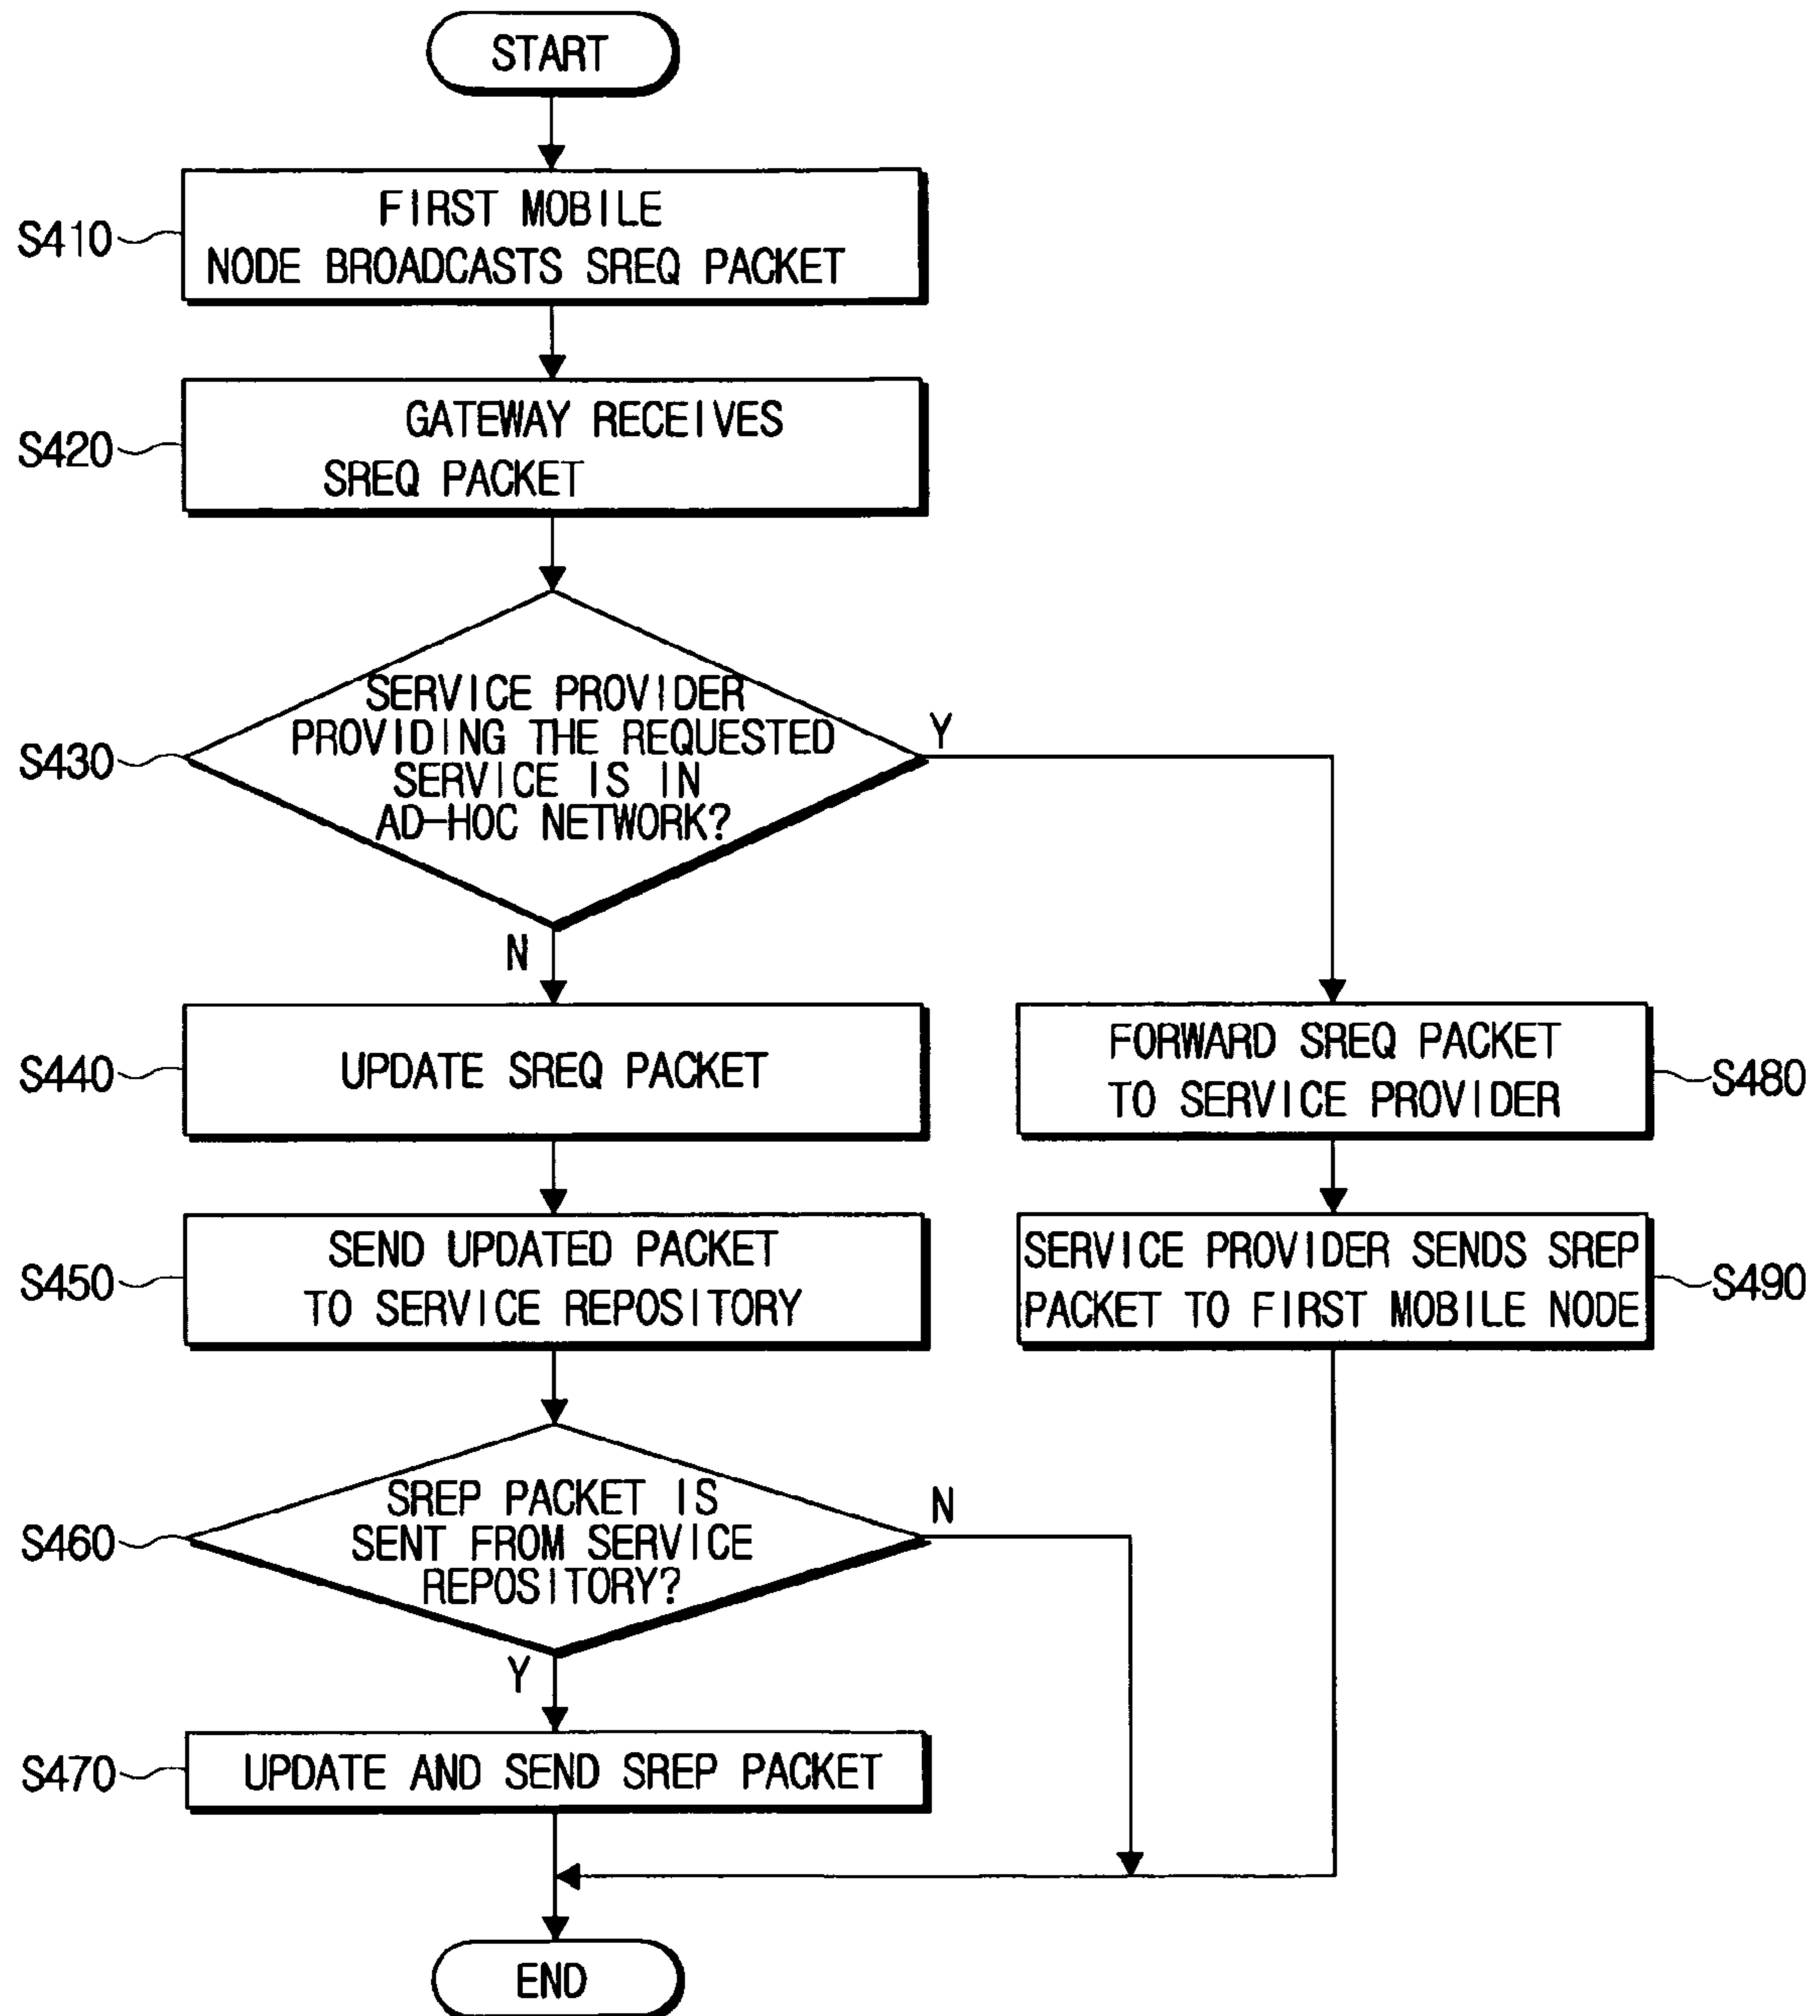 START
S410
FIRST MOBILE
NODE BROADCASTS SREQ PACKET
S420
GATEWAY RECEIVES
SREQ PACKET
S430
SERVICE PROVIDER
PROVIDING THE REQUESTED
SERVICE IS IN
AD-HOC NETWORK?
Y
N
S440
UPDATE SREQ PACKET
FORWARD SREQ PACKET
TO SERVICE PROVIDER
S480
S450
SEND UPDATED PACKET
TO SERVICE REPOSITORY
SERVICE PROVIDER SENDS SREP
PACKET TO FIRST MOBILE NODE
S490
S460
SREP PACKET IS
SENT FROM SERVICE
REPOSITORY?
N
Y
S470
UPDATE AND SEND SREP PACKET
END